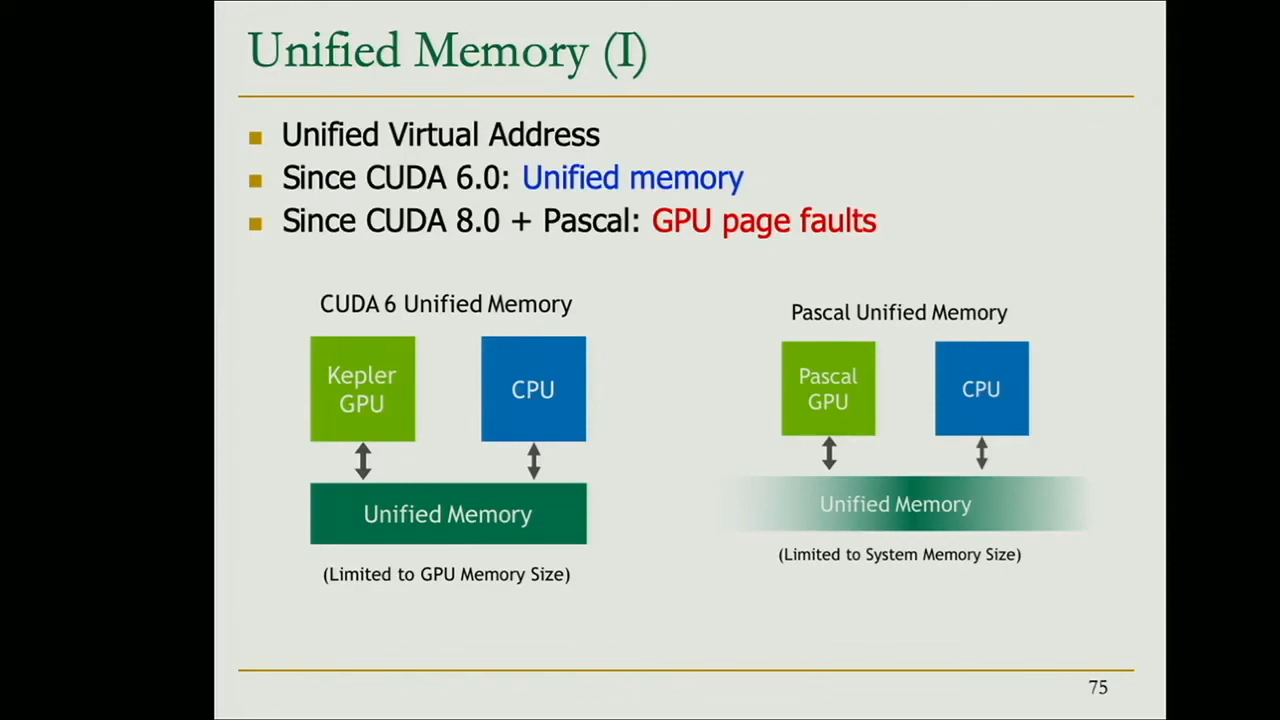 Unified Memory (I)
Unified Virtual Address
Since CUDA 6.0: Unified memory
Since CUDA 8.0 + Pascal: GPU page faults
CUDA 6 Unified Memory
Kepler
GPU
CPU
Unified Memory
(Limited to GPU Memory Size)
Pascal Unified Memory
Pascal
GPU
CPU
Unified Memory
(Limited to System Memory Size)
75